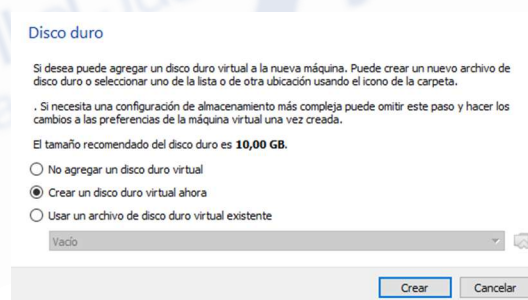 Disco duro
Si desea puede agregar un disco duro virtual a la nueva máquina. Puede crear un nuevo archivo de
disco duro o seleccionar uno de la lista o de otra ubicación usando el icono de la carpeta.
. Si necesita una configuración de almacenamiento más compleja puede omitir este paso y hacer los
cambios a las preferencias de la máquina virtual una vez creada.
El tamaño recomendado del disco duro es 10,00 GB.
No agregar un disco duro virtual
Crear un disco duro virtual ahora
Usar un archivo de disco duro virtual existente
Vacío
Crear Cancelar